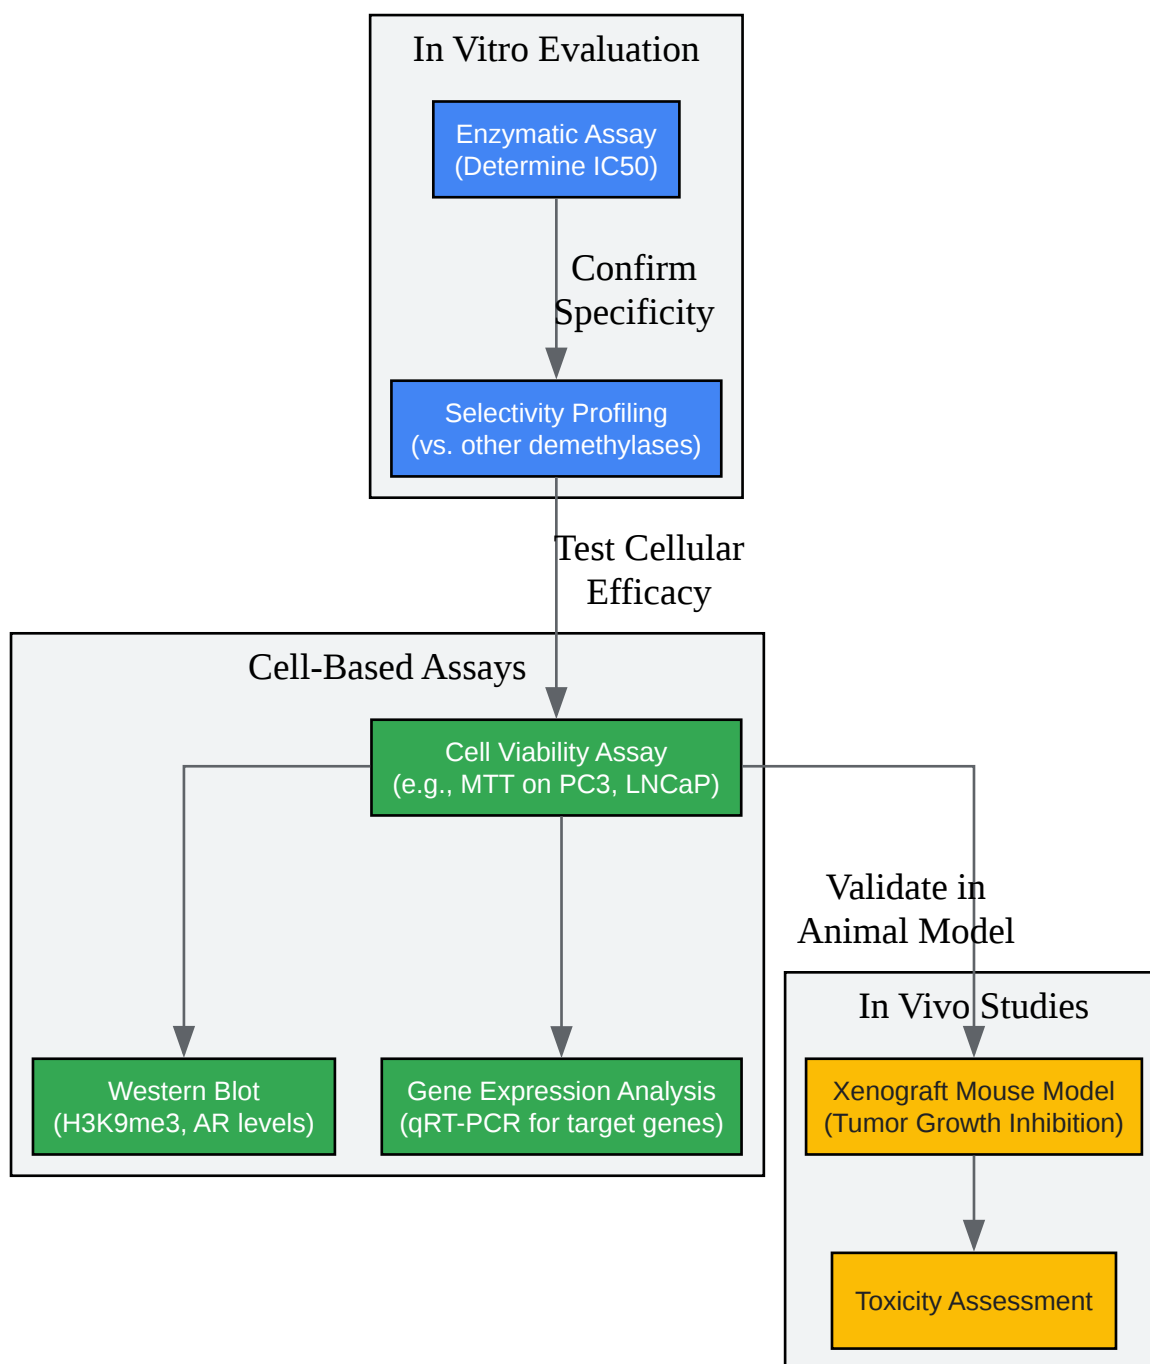 In Vitro Evaluation
Enzymatic Assay
(Determine IC50)
Confirm
Specificity
Selectivity Profiling
(vs. other demethylases)
Test Cellular
Efficacy
Cell-Based Assays
Cell Viability Assay
(e.g., MTT on PC3, LNCaP)
Validate in
Animal Model
In Vivo Studies
Western Blot
(H3K9me3, AR levels)
Gene Expression Analysis
(qRT-PCR for target genes)
Xenograft Mouse Model
(Tumor Growth Inhibition)
Toxicity Assessment